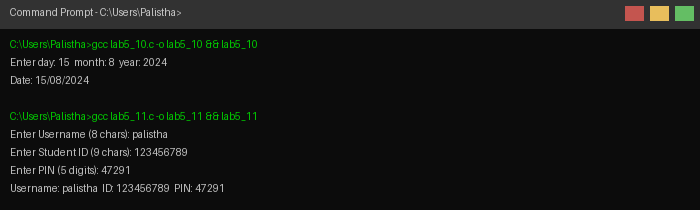 Command Prompt - C:\Users\Palistha>
C:\Users\Palistha>gcc lab5_10.c -o lab5_10 && lab5_10
Enter day: 15 month: 8 year: 2024
Date: 15/08/2024
C:\Users\Palistha>gcc lab5_11.c -o lab5_11 && lab5_11
Enter Username (8 chars): palistha
Enter Student ID (9 chars): 123456789
Enter PIN (5 digits): 47291
Username: palistha ID: 123456789 PIN: 47291